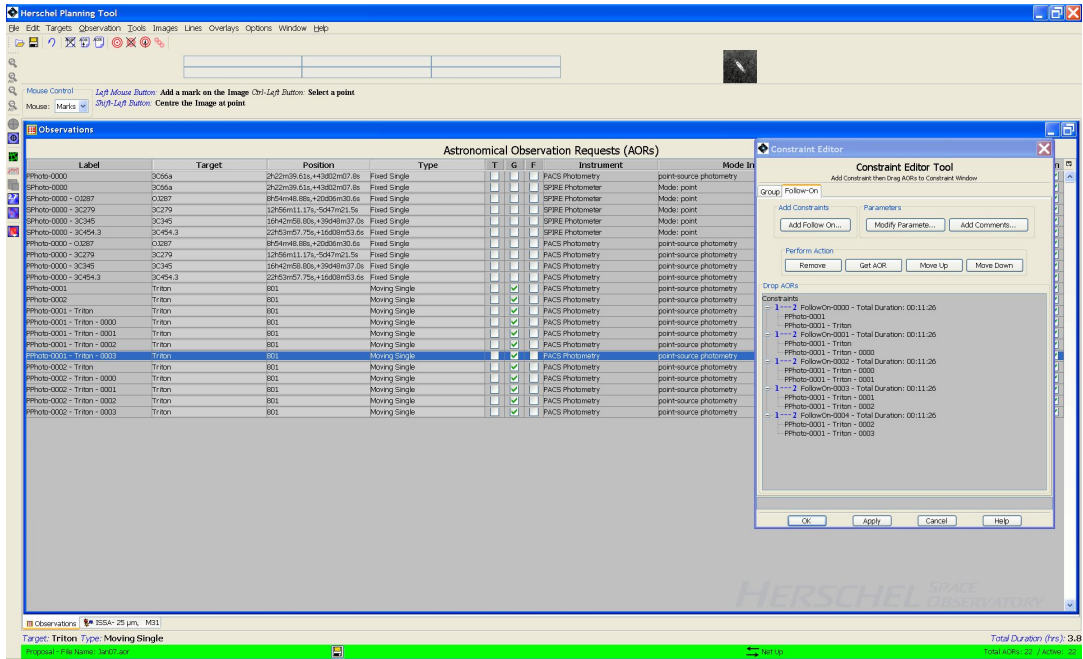 Herschel Planning Tool
File Edit Targets Observation Tools Images Lines Overlays Options Window Help
Mouse Control
Left Mouse Button: Add a mark on the Image Ctrl-Left Button: Select a point
Mouse: Marks
Shift-Left Button: Centre the Image at point
Observations
Astronomical Observation Requests (AORs)
Label Target Position Type T G F Instrument Mode In n
PPhoto-0000 3C66a 2h22m39.61s,+43d02m07.8s Fixed Single PACS Photometry point-source photometry
SPhoto-0000 3C66a 2h22m39.61s,+43d02m07.8s Fixed Single SPIRE Photometer Mode: point
SPhoto-0000 - OJ287 OJ287 8h54m48.88s,+20d06m30.6s Fixed Single SPIRE Photometer Mode: point
SPhoto-0000 - 3C279 3C279 12h56m11.17s,-5d47m21.5s Fixed Single SPIRE Photometer Mode: point
SPhoto-0000 - 3C345 3C345 16h42m58.80s,+39d48m37.0s Fixed Single SPIRE Photometer Mode: point
SPhoto-0000 - 3C454.3 3C454.3 22h53m57.75s,+16d08m53.6s Fixed Single SPIRE Photometer Mode: point
PPhoto-0000 - OJ287 OJ287 8h54m48.88s,+20d06m30.6s Fixed Single PACS Photometry point-source photometry
PPhoto-0000 - 3C279 3C279 12h56m11.17s,-5d47m21.5s Fixed Single PACS Photometry point-source photometry
PPhoto-0000 - 3C345 3C345 16h42m58.80s,+39d48m37.0s Fixed Single PACS Photometry point-source photometry
PPhoto-0000 - 3C454.3 3C454.3 22h53m57.75s,+16d08m53.6s Fixed Single PACS Photometry point-source photometry
PPhoto-0001 Triton 801 Moving Single PACS Photometry point-source photometry
PPhoto-0002 Triton 801 Moving Single PACS Photometry point-source photometry
PPhoto-0001 - Triton Triton 801 Moving Single PACS Photometry point-source photometry
PPhoto-0001 - Triton - 0000 Triton 801 Moving Single PACS Photometry point-source photometry
PPhoto-0001 - Triton - 0001 Triton 801 Moving Single PACS Photometry point-source photometry
PPhoto-0001 - Triton - 0002 Triton 801 Moving Single PACS Photometry point-source photometry
PPhoto-0001 - Triton - 0003 Triton 801 Moving Single PACS Photometry point-source photometry
PPhoto-0002 - Triton Triton 801 Moving Single PACS Photometry point-source photometry
PPhoto-0002 - Triton - 0000 Triton 801 Moving Single PACS Photometry point-source photometry
PPhoto-0002 - Triton - 0001 Triton 801 Moving Single PACS Photometry point-source photometry
PPhoto-0002 - Triton - 0002 Triton 801 Moving Single PACS Photometry point-source photometry
PPhoto-0002 - Triton - 0003 Triton 801 Moving Single PACS Photometry point-source photometry
Constraint Editor
Constraint Editor Tool
Add Constraint then Drag AORs to Constraint Window
Group Follow-On
Add Constraints Parameters
Add Follow On... Modify Paramete... Add Comments...
Perform Action
Remove Get AOR Move Up Move Down
Drop AORs
Constraints
1---2 FollowOn-0000 - Total Duration: 00:11:26
PPhoto-0001
PPhoto-0001 - Triton
1---2 FollowOn-0001 - Total Duration: 00:11:26
PPhoto-0001 - Triton
PPhoto-0001 - Triton - 0000
1---2 FollowOn-0002 - Total Duration: 00:11:26
PPhoto-0001 - Triton - 0000
PPhoto-0001 - Triton - 0001
1---2 FollowOn-0003 - Total Duration: 00:11:26
PPhoto-0001 - Triton - 0001
PPhoto-0001 - Triton - 0002
1---2 FollowOn-0004 - Total Duration: 00:11:26
PPhoto-0001 - Triton - 0002
PPhoto-0001 - Triton - 0003
OK Apply Cancel Help
HERSCHEL SPACE OBSERVATORY
Observations ISSA- 25 µm, M31
Target: Triton Type: Moving Single Total Duration (hrs): 3.8
Proposal - File Name: Jan07.aor Net Up Total AORs: 22 / Active: 22